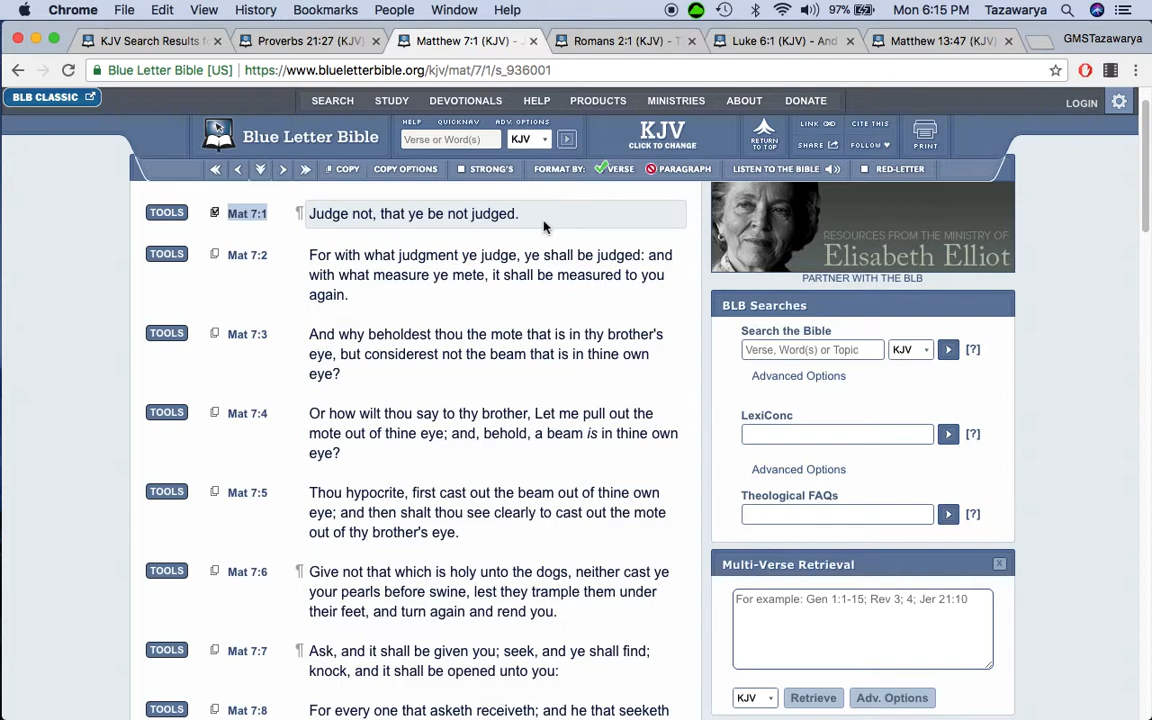 Chrome File Edit View History Bookmarks People Window Help 97% Mon 6:15 PM Tazawarya
KJV Search Results f Proverbs 21:27 (KJV) - Matthew 7:1 (KJV) - J Romans 2:1 (KJV) - T Luke 6:1 (KJV) - And Matthew 13:47 (KJV) - GMSTazawarya
Blue Letter Bible [US] https://www.blueletterbible.org/kjv/mat/7/1/s_936001
BLB CLASSIC
SEARCH STUDY DEVOTIONALS HELP PRODUCTS MINISTRIES ABOUT DONATE LOGIN
HELP QUICKNAV ADV. OPTIONS
Blue Letter Bible Verse or Word(s) KJV
KJV
CLICK TO CHANGE
RETURN
TO TOP
LINK CITE THIS
SHARE FOLLOW
PRINT
COPY COPY OPTIONS STRONG'S FORMAT BY: VERSE PARAGRAPH LISTEN TO THE BIBLE RED-LETTER
TOOLS Mat 7:1 ¶ Judge not, that ye be not judged.
TOOLS Mat 7:2 For with what judgment ye judge, ye shall be judged: and
with what measure ye mete, it shall be measured to you
again.
TOOLS Mat 7:3 And why beholdest thou the mote that is in thy brother's
eye, but considerest not the beam that is in thine own
eye?
TOOLS Mat 7:4 Or how wilt thou say to thy brother, Let me pull out the
mote out of thine eye; and, behold, a beam is in thine own
eye?
TOOLS Mat 7:5 Thou hypocrite, first cast out the beam out of thine own
eye; and then shalt thou see clearly to cast out the mote
out of thy brother's eye.
TOOLS Mat 7:6 ¶ Give not that which is holy unto the dogs, neither cast ye
your pearls before swine, lest they trample them under
their feet, and turn again and rend you.
TOOLS Mat 7:7 ¶ Ask, and it shall be given you; seek, and ye shall find;
knock, and it shall be opened unto you:
TOOLS Mat 7:8 For every one that asketh receiveth; and he that seeketh
RESOURCES FROM THE MINISTRY OF
Elisabeth Elliot
PARTNER WITH THE BLB
BLB Searches
Search the Bible
Verse, Word(s) or Topic KJV [?]
Advanced Options
LexiConc
[?]
Advanced Options
Theological FAQs
[?]
Multi-Verse Retrieval X
For example: Gen 1:1-15; Rev 3; 4; Jer 21:10
KJV Retrieve Adv. Options